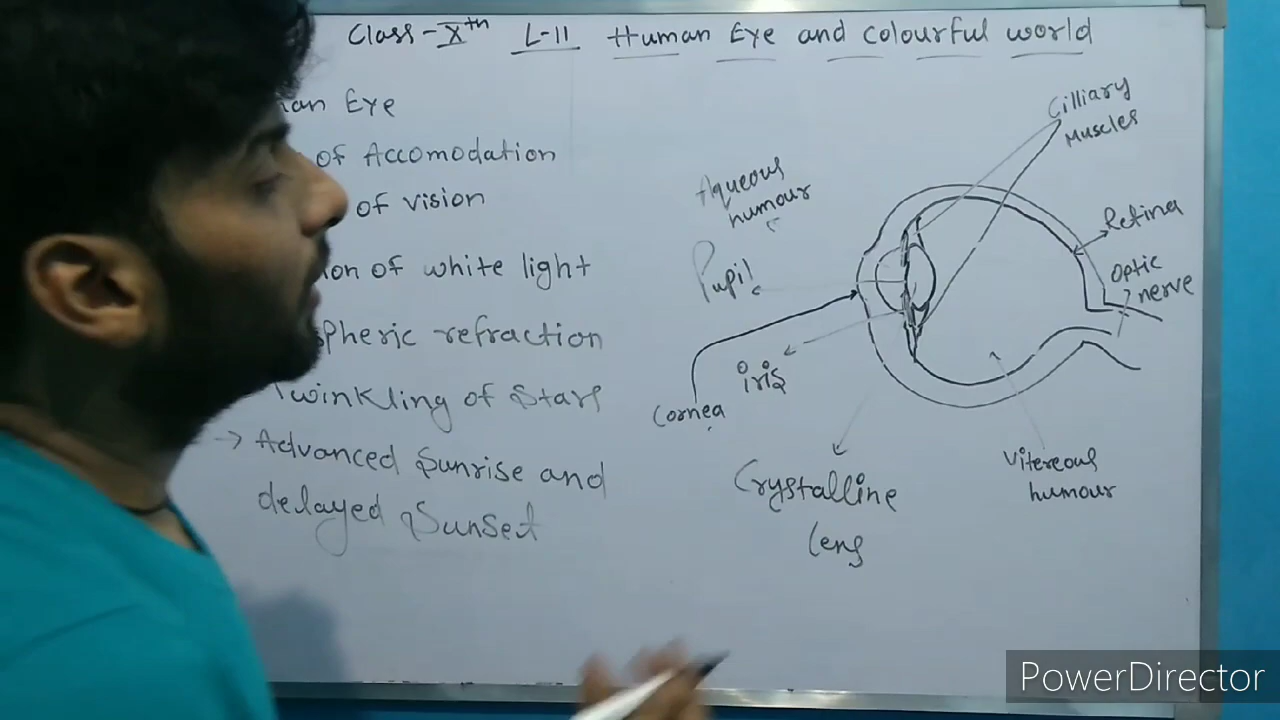 Class-Xth L-11 Human Eye and colourful world
Eye
of Accomodation
of vision
of white light
refraction
Twinkling of Stars
→ Advanced Sunrise and
delayed Sunset
Cilliary
Muscles
Aqueous
humour
Pupil
Retina
Optic
nerve
iris
Cornea
Crystalline
lens
Vitereous
humour
PowerDirector